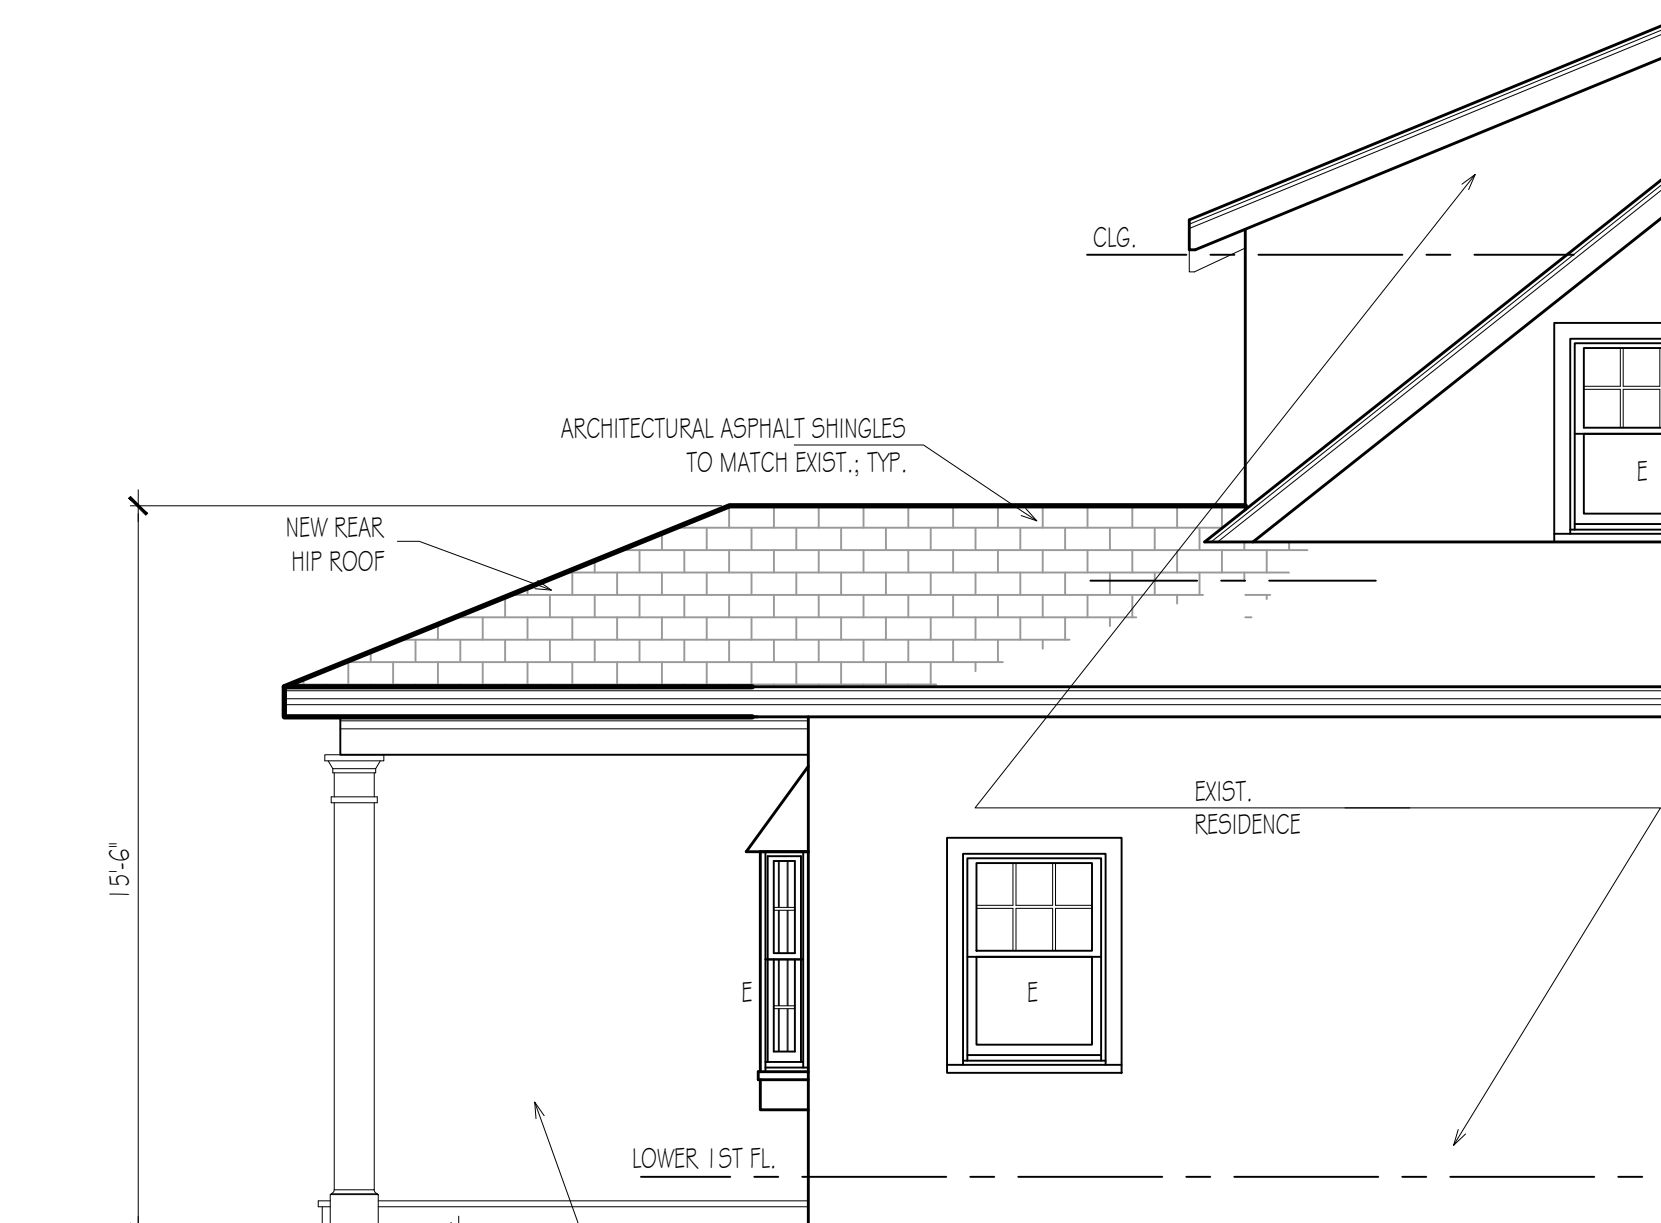 CLG.
ARCHITECTURAL ASPHALT SHINGLES
TO MATCH EXIST.; TYP.
E
NEW REAR
HIP ROOF
EXIST.
RESIDENCE
15'-6"
E
E
LOWER 1ST FL.